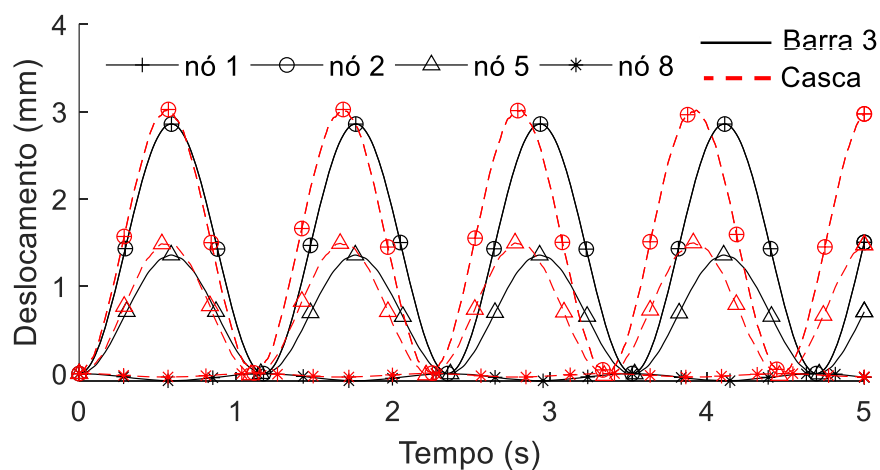 4
Barra 3
nó 1 nó 2 nó 5 nó 8
Casca
3
2
1
0
Deslocamento (mm)
0 1 2 3 4 5
Tempo (s)